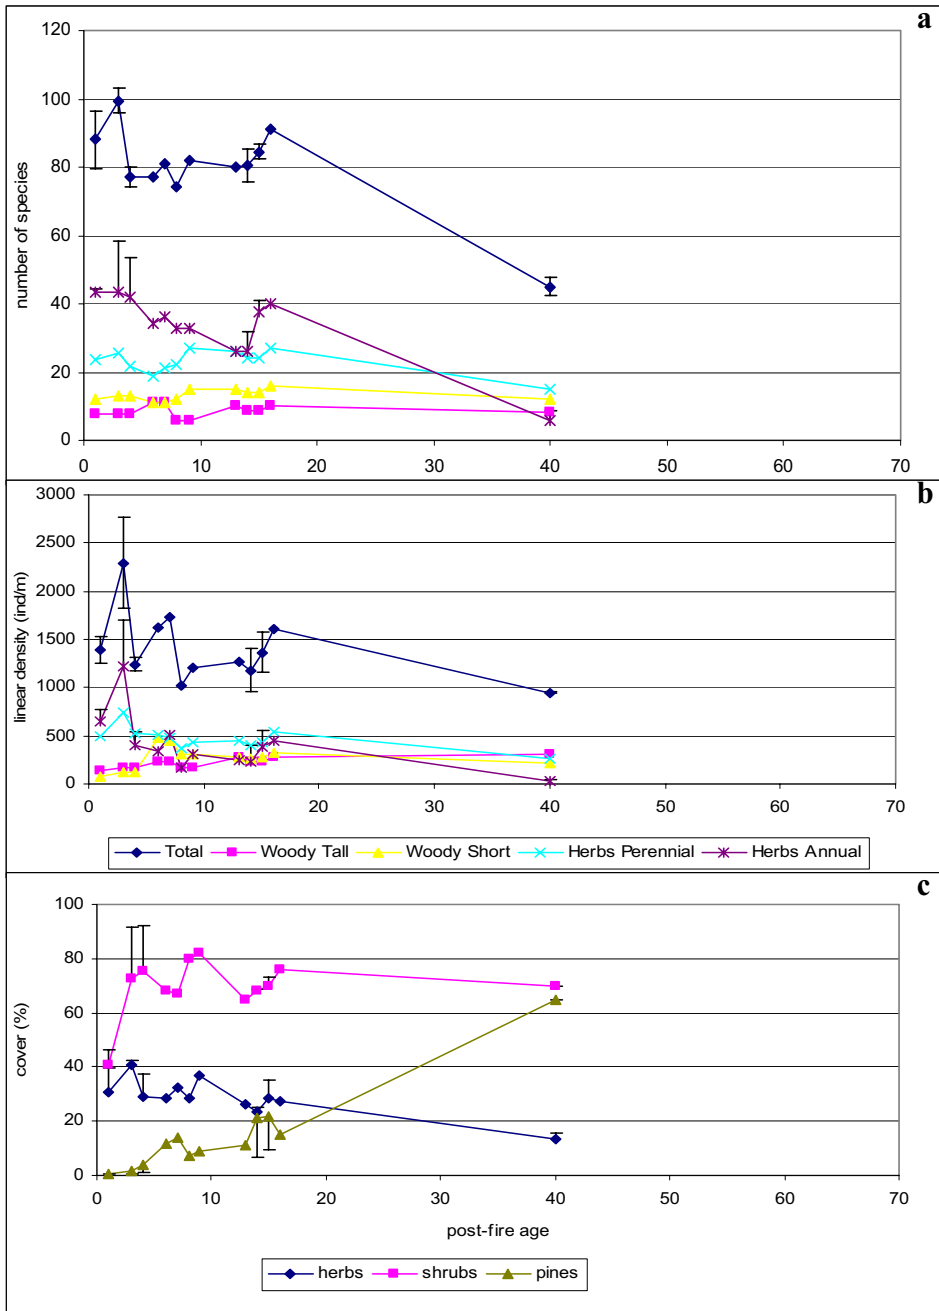 a
120
100
80
60
40
20
0
number of species
0 10 20 30 40 50 60 70
b
3000
2500
2000
1500
1000
500
0
linear density (ind/m)
0 10 20 30 40 50 60 70
Total Woody Tall Woody Short Herbs Perennial Herbs Annual
c
100
80
60
40
20
0
cover (%)
0 10 20 30 40 50 60 70
post-fire age
herbs shrubs pines